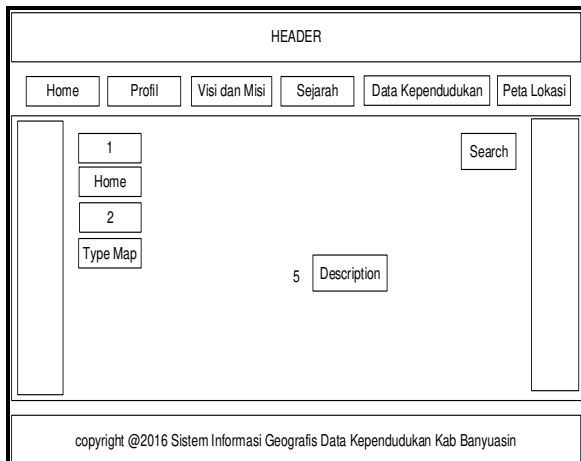 HEADER
Home Profil Visi dan Misi Sejarah Data Kependudukan Peta Lokasi
1
Search
Home
2
Type Map
5 Description
copyright @2016 Sistem Informasi Geografis Data Kependudukan Kab Banyuasin